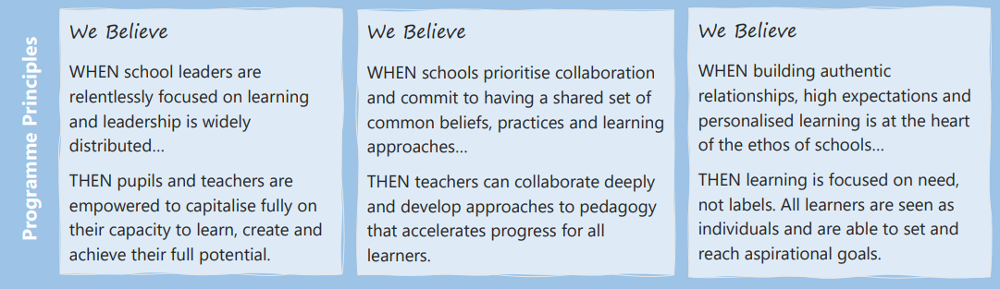 Programme Principles
We Believe
WHEN school leaders are
relentlessly focused on learning
and leadership is widely
distributed...
THEN pupils and teachers are
empowered to capitalise fully on
their capacity to learn, create and
achieve their full potential.
We Believe
WHEN schools prioritise collaboration
and commit to having a shared set of
common beliefs, practices and learning
approaches...
THEN teachers can collaborate deeply
and develop approaches to pedagogy
that accelerates progress for all
learners.
We Believe
WHEN building authentic
relationships, high expectations and
personalised learning is at the heart
of the ethos of schools...
THEN learning is focused on need,
not labels. All learners are seen as
individuals and are able to set and
reach aspirational goals.